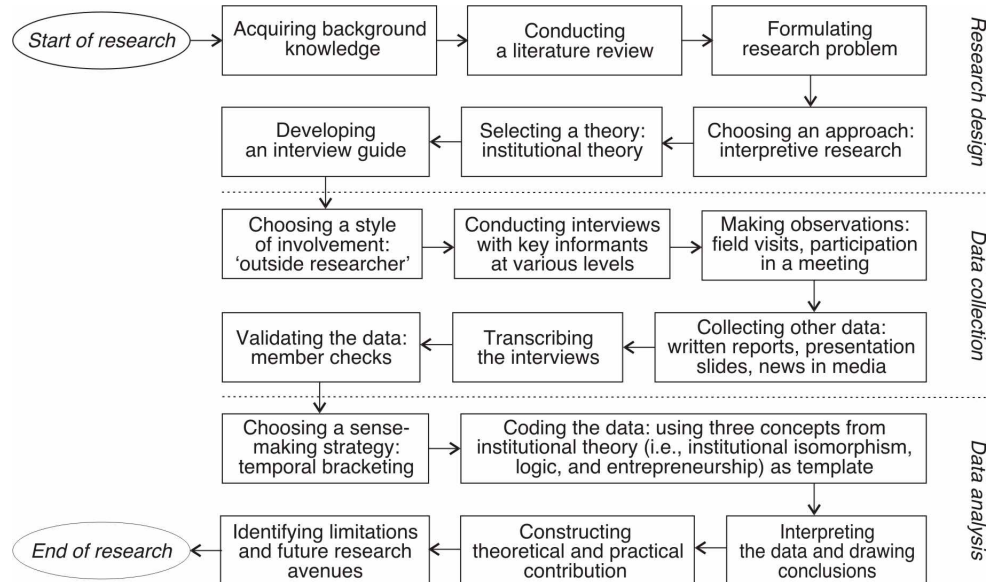 Start of research
Acquiring background
knowledge
Conducting
a literature review
Formulating
research problem
Research design
Choosing an approach:
interpretive research
Selecting a theory:
institutional theory
Developing
an interview guide
Choosing a style
of involvement:
‘outside researcher’
Conducting interviews
with key informants
at various levels
Making observations:
field visits, participation
in a meeting
Data collection
Collecting other data:
written reports, presentation
slides, news in media
Transcribing
the interviews
Validating the data:
member checks
Choosing a sense-
making strategy:
temporal bracketing
Coding the data: using three concepts from
institutional theory (i.e., institutional isomorphism,
logic, and entrepreneurship) as template
Data analysis
Interpreting
the data and drawing
conclusions
Constructing
theoretical and practical
contribution
Identifying limitations
and future research
avenues
End of research